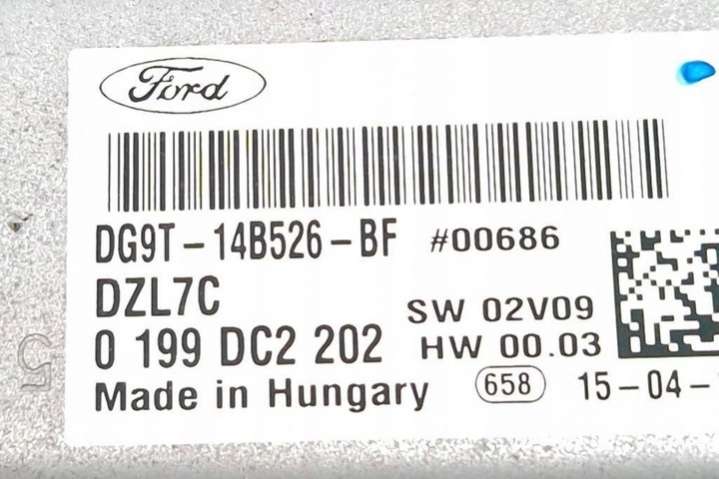 Ford
DG9T-14B526-BF #00686
DZL7C
SW 02V09
0 199 DC2 202
HW 00.03
Made in Hungary 658 15-04-
5